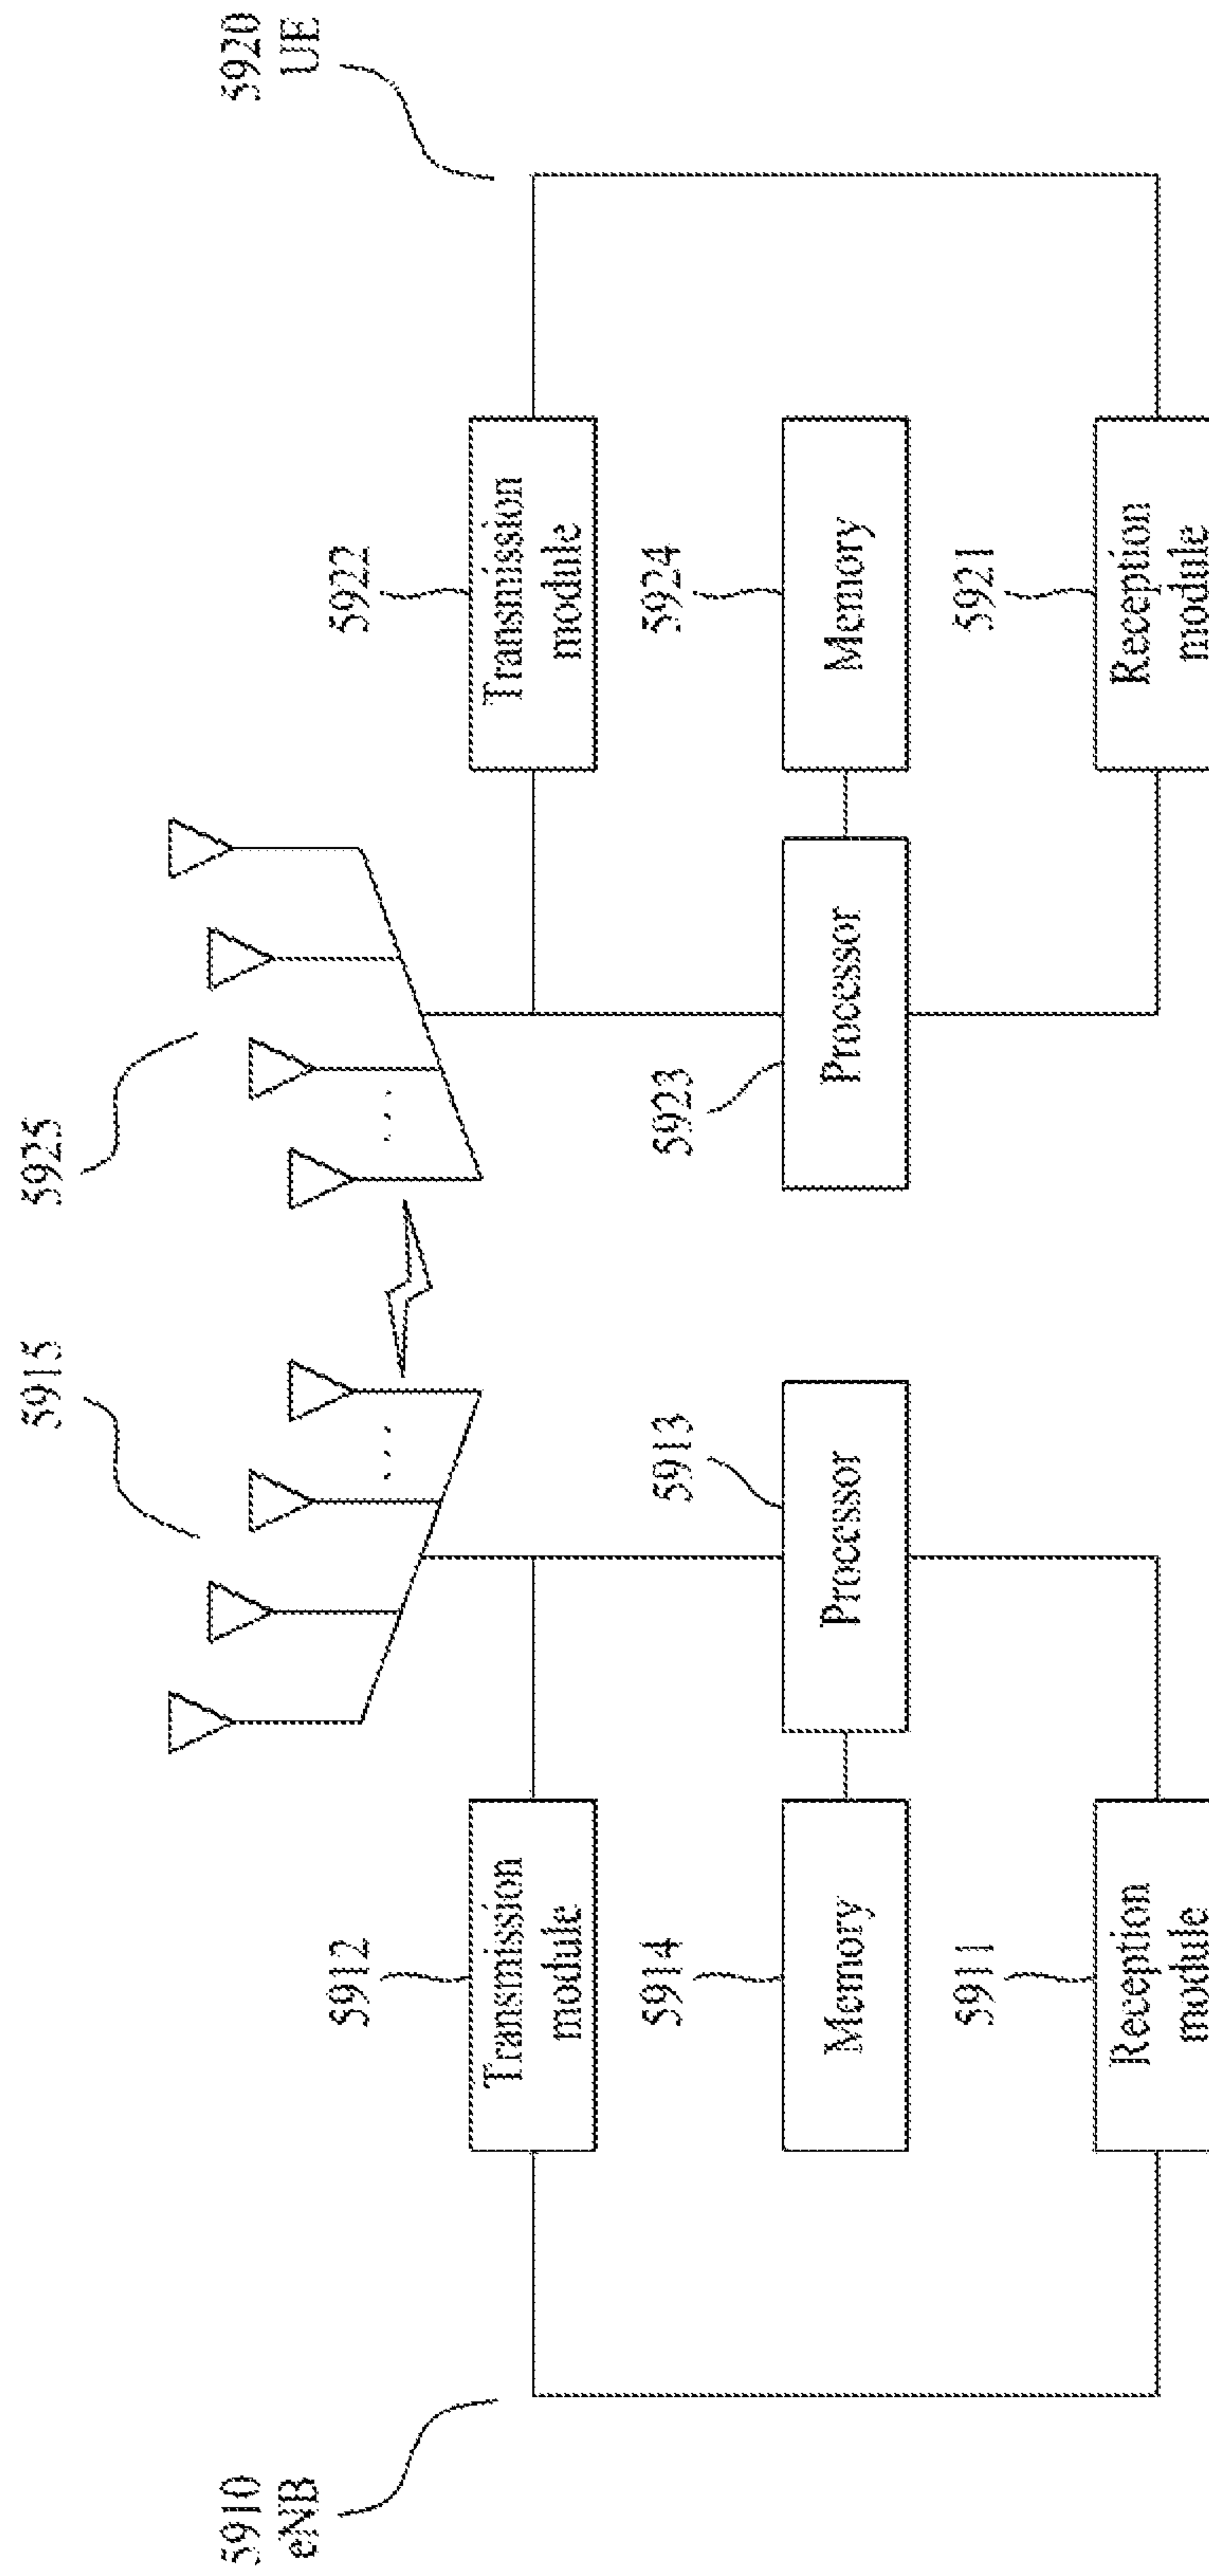 5915
5925
5910
eNB
5920
UE
5912
Transmission
module
5922
Transmission
module
5913
Processor
5923
Processor
5914
Memory
5924
Memory
5911
Reception
module
5921
Reception
module